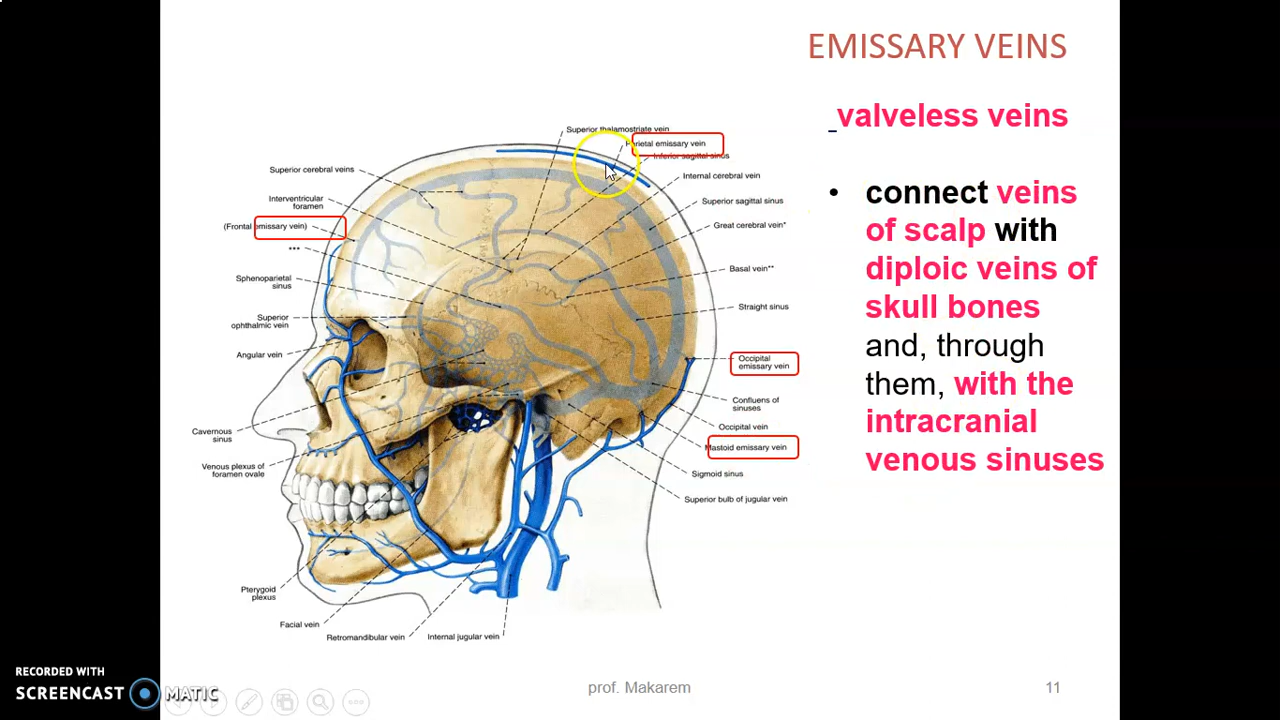 EMISSARY VEINS
valveless veins
• connect veins
of scalp with
diploic veins of
skull bones
and, through
them, with the
intracranial
venous sinuses
Superior thalamostriate vein
Parietal emissary vein
Inferior sagittal sinus
Internal cerebral vein
Superior sagittal sinus
Great cerebral vein*
Basal vein**
Straight sinus
Occipital
emissary vein
Confluens of
sinuses
Occipital vein
Mastoid emissary vein
Sigmoid sinus
Superior bulb of jugular vein
Superior cerebral veins
Interventricular
foramen
(Frontal emissary vein)
***
Sphenoparietal
sinus
Superior
ophthalmic vein
Angular vein
Cavernous
sinus
Venous plexus of
foramen ovale
Pterygoid
plexus
Facial vein
Retromandibular vein
Internal jugular vein
prof. Makarem
11
RECORDED WITH
SCREENCAST MATIC